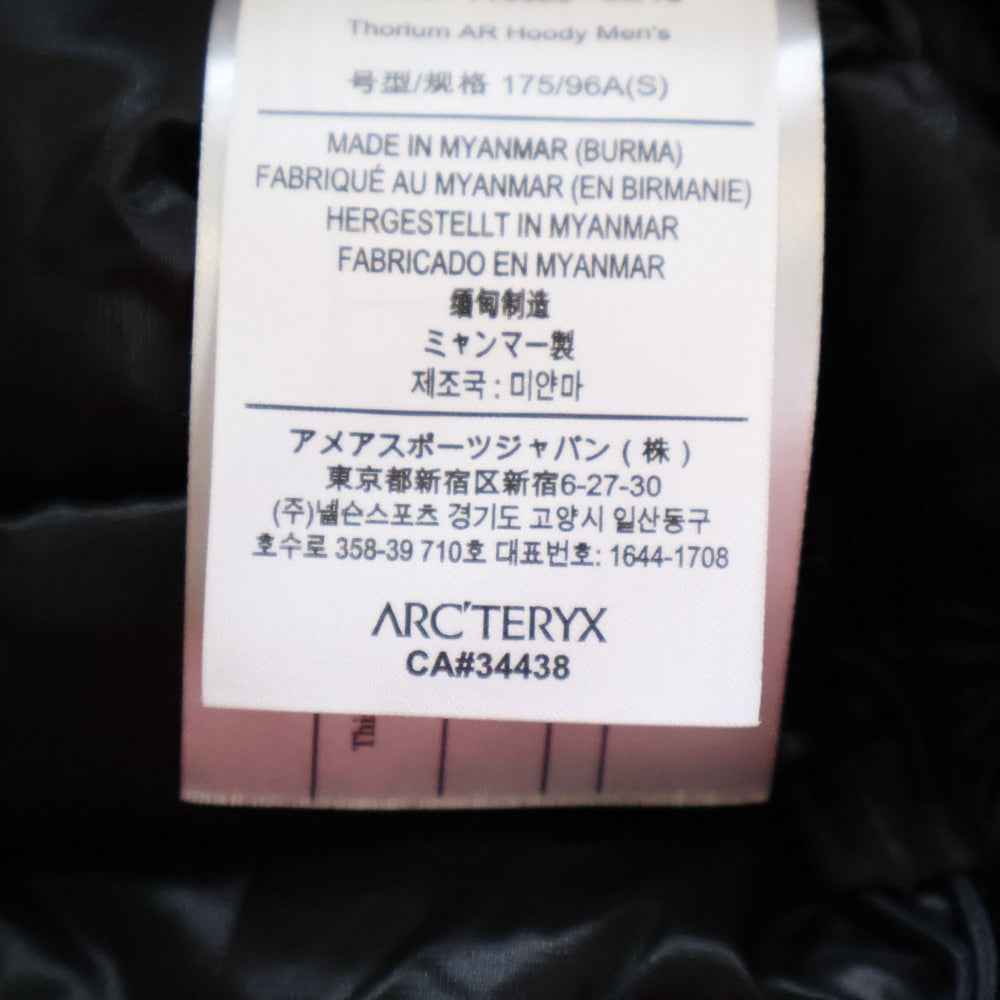 Thorium AR Hoody Men's
号型/规格 175/96A(S)
MADE IN MYANMAR (BURMA)
FABRIQUÉ AU MYANMAR (EN BIRMANIE)
HERGESTELLT IN MYANMAR
FABRICADO EN MYANMAR
缅甸制造
ミャンマー製
제조국 : 미얀마
アメアスポーツジャパン ( 株 )
東京都新宿区新宿6-27-30
(주)넬슨스포츠 경기도 고양시 일산동구
호수로 358-39 710호 대표번호: 1644-1708
ARC'TERYX
CA#34438